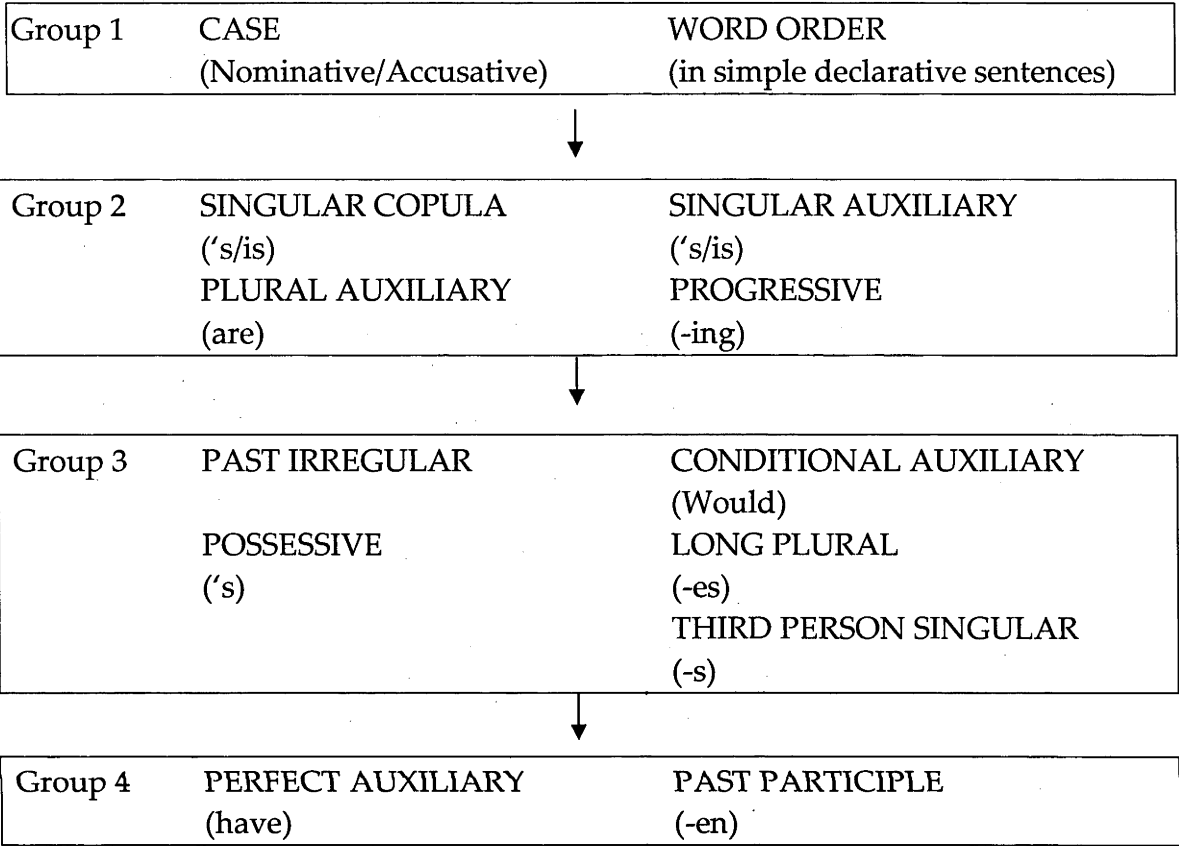 Group 1 CASE WORD ORDER
(Nominative/Accusative) (in simple declarative sentences)
Group 2 SINGULAR COPULA SINGULAR AUXILIARY
('s/is) ('s/is)
PLURAL AUXILIARY PROGRESSIVE
(are) (-ing)
Group 3 PAST IRREGULAR CONDITIONAL AUXILIARY
(Would)
POSSESSIVE LONG PLURAL
('s) (-es)
THIRD PERSON SINGULAR
(-s)
Group 4 PERFECT AUXILIARY PAST PARTICIPLE
(have) (-en)